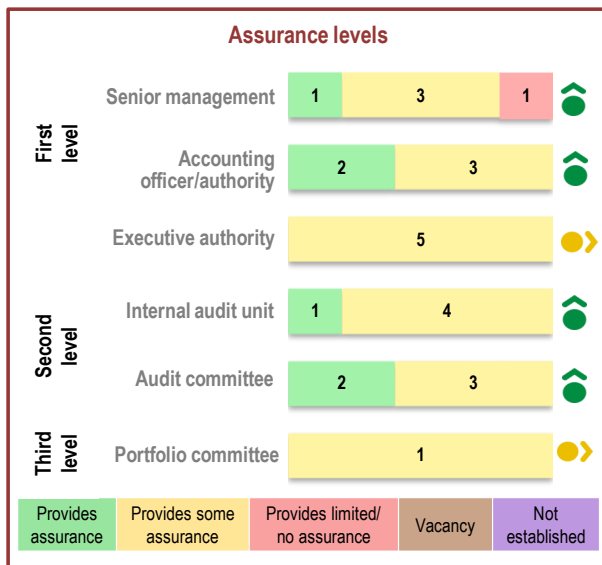 Assurance levels
First
level
Senior management
1 3 1
Accounting
officer/authority
2 3
Executive authority
5
Second
level
Internal audit unit
1 4
Audit committee
2 3
Third
level
Portfolio committee
1
Provides
assurance
Provides some
assurance
Provides limited/
no assurance
Vacancy
Not
established